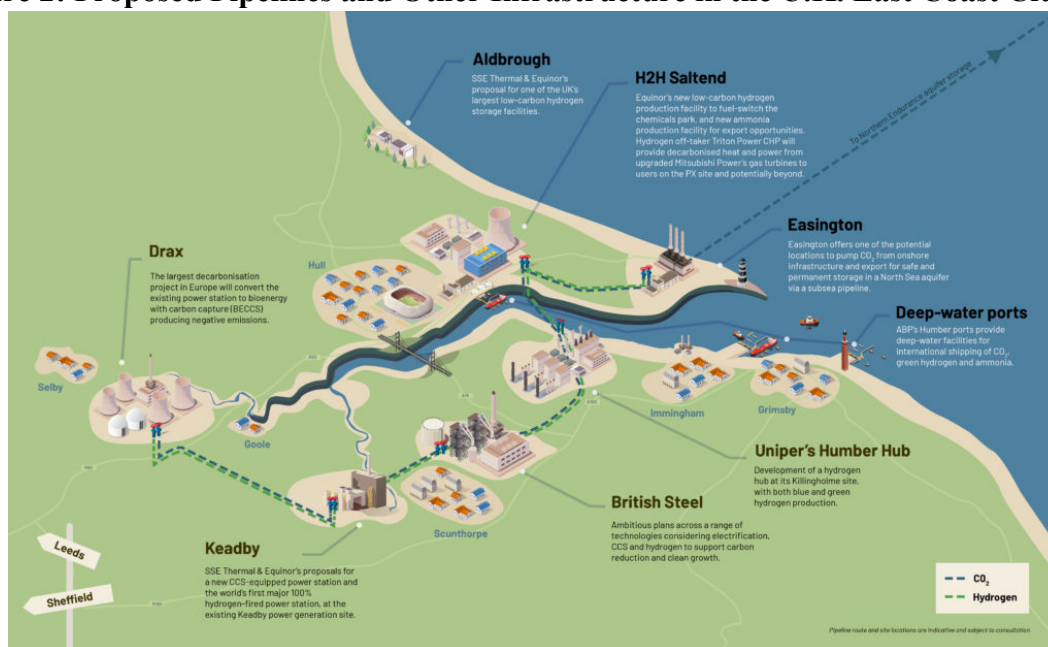 Aldbrough
SSE Thermal & Equinor's
proposal for one of the UK's
largest low-carbon hydrogen
storage facilities.
H2H Saltend
Equinor's new low-carbon hydrogen
production facility to fuel-switch the
chemicals park, and new ammonia
production facility for export opportunities.
Hydrogen off-taker Triton Power CHP will
provide decarbonised heat and power from
upgraded Mitsubishi Power's gas turbines to
users on the PX site and potentially beyond.
To Northern Endurance aquifer storage
Easington
Easington offers one of the potential
locations to pump CO₂ from onshore
infrastructure and export for safe and
permanent storage in a North Sea aquifer
via a subsea pipeline.
Drax
The largest decarbonisation
project in Europe will convert the
existing power station to bioenergy
with carbon capture (BECCS)
producing negative emissions.
Hull
Deep-water ports
ABP's Humber ports provide
deep-water facilities for
International shipping of CO₂,
green hydrogen and ammonia.
Selby
Goole
Immingham
Grimsby
Uniper's Humber Hub
Development of a hydrogen
hub at its Killingholme site,
with both blue and green
hydrogen production.
British Steel
Ambitious plans across a range of
technologies considering electrification,
CCS and hydrogen to support carbon
reduction and clean growth.
Scunthorpe
Keadby
SSE Thermal & Equinor's proposals for
a new CCS-equipped power station and
the world's first major 100%
hydrogen-fired power station, at the
existing Keadby power generation site.
Leeds
Sheffield
CO₂
Hydrogen
Pipeline route and site locations are indicative and subject to consultation